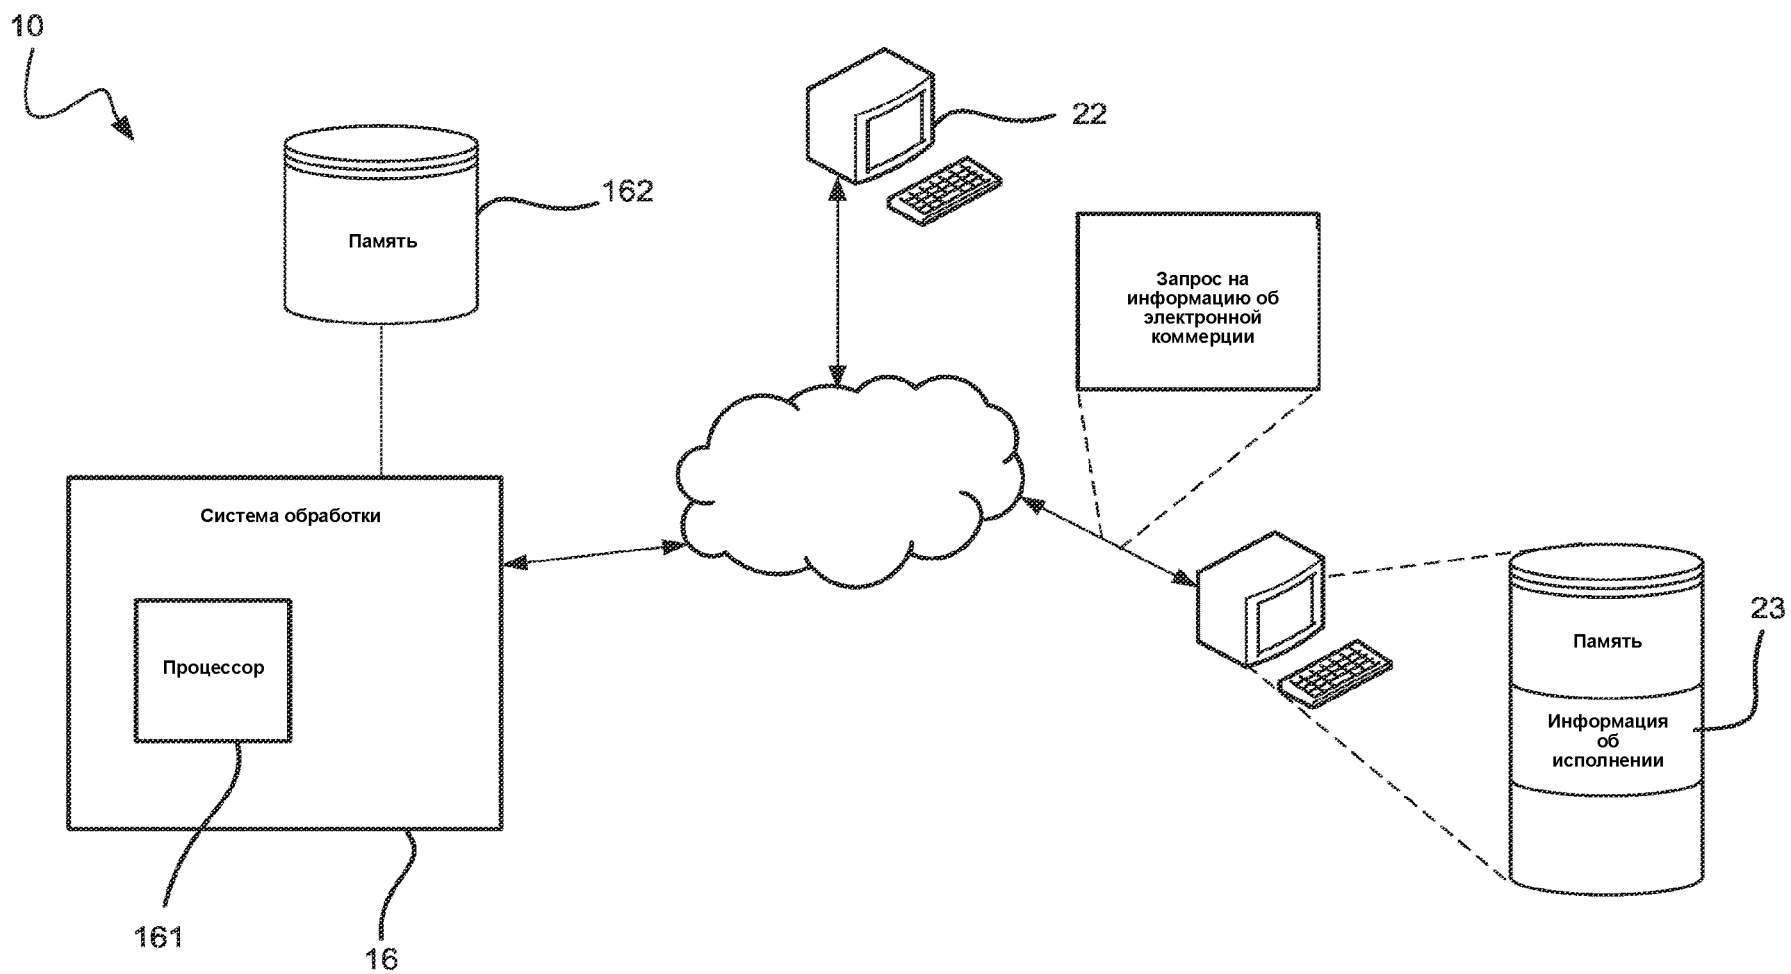 10
22
162
Память
Запрос на
информацию об
электронной
коммерции
Система обработки
Процессор
161
16
23
Память
Информация
об
исполнении